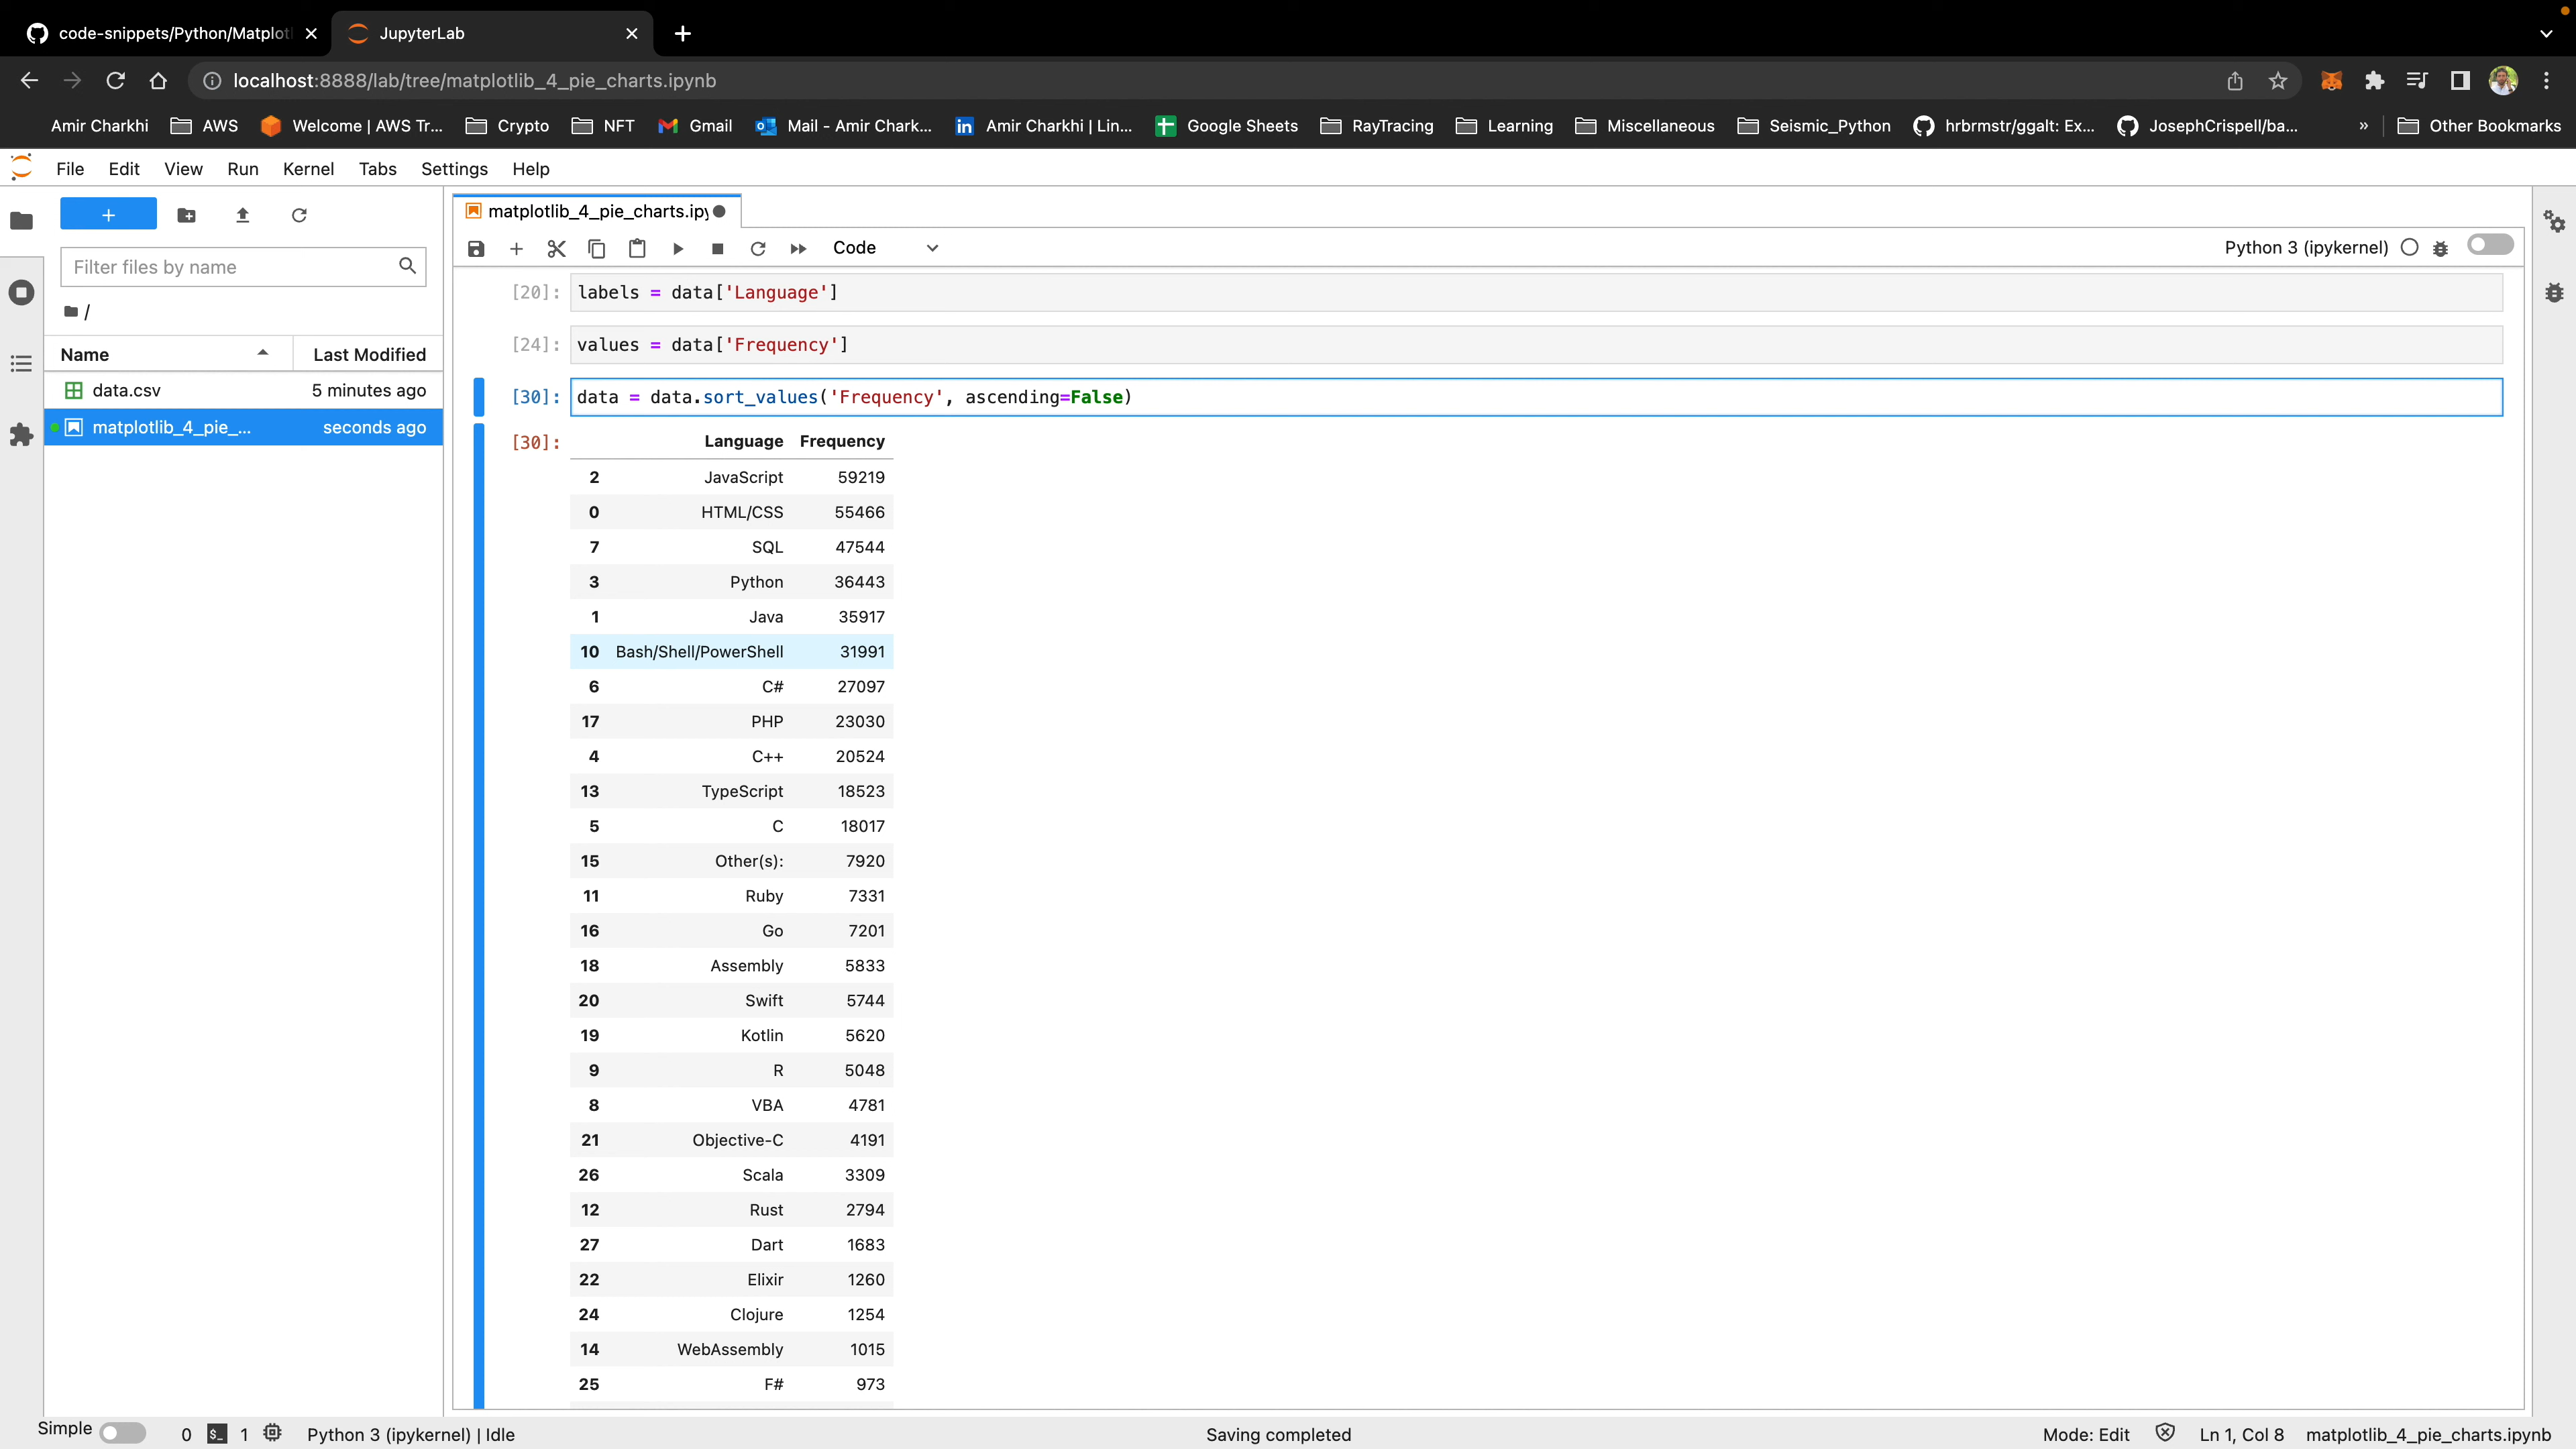 code-snippets/Python/Matplotl
JupyterLab
localhost:8888/lab/tree/matplotlib_4_pie_charts.ipynb
Amir Charkhi AWS Welcome | AWS Tr... Crypto NFT Gmail Mail - Amir Chark... Amir Charkhi | Lin... Google Sheets RayTracing Learning Miscellaneous Seismic_Python hrbrmstr/ggalt: Ex... JosephCrispell/ba... » Other Bookmarks
File Edit View Run Kernel Tabs Settings Help
matplotlib_4_pie_charts.ipy
Code
Python 3 (ipykernel)
Filter files by name
/
Name Last Modified
data.csv 5 minutes ago
matplotlib_4_pie_... seconds ago
[20]: labels = data['Language']
[24]: values = data['Frequency']
[30]: data = data.sort_values('Frequency', ascending=False)
[30]: Language Frequency
2 JavaScript 59219
0 HTML/CSS 55466
7 SQL 47544
3 Python 36443
1 Java 35917
10 Bash/Shell/PowerShell 31991
6 C# 27097
17 PHP 23030
4 C++ 20524
13 TypeScript 18523
5 C 18017
15 Other(s): 7920
11 Ruby 7331
16 Go 7201
18 Assembly 5833
20 Swift 5744
19 Kotlin 5620
9 R 5048
8 VBA 4781
21 Objective-C 4191
26 Scala 3309
12 Rust 2794
27 Dart 1683
22 Elixir 1260
24 Clojure 1254
14 WebAssembly 1015
25 F# 973
Simple 0 $_ 1 Python 3 (ipykernel) | Idle Saving completed Mode: Edit Ln 1, Col 8 matplotlib_4_pie_charts.ipynb